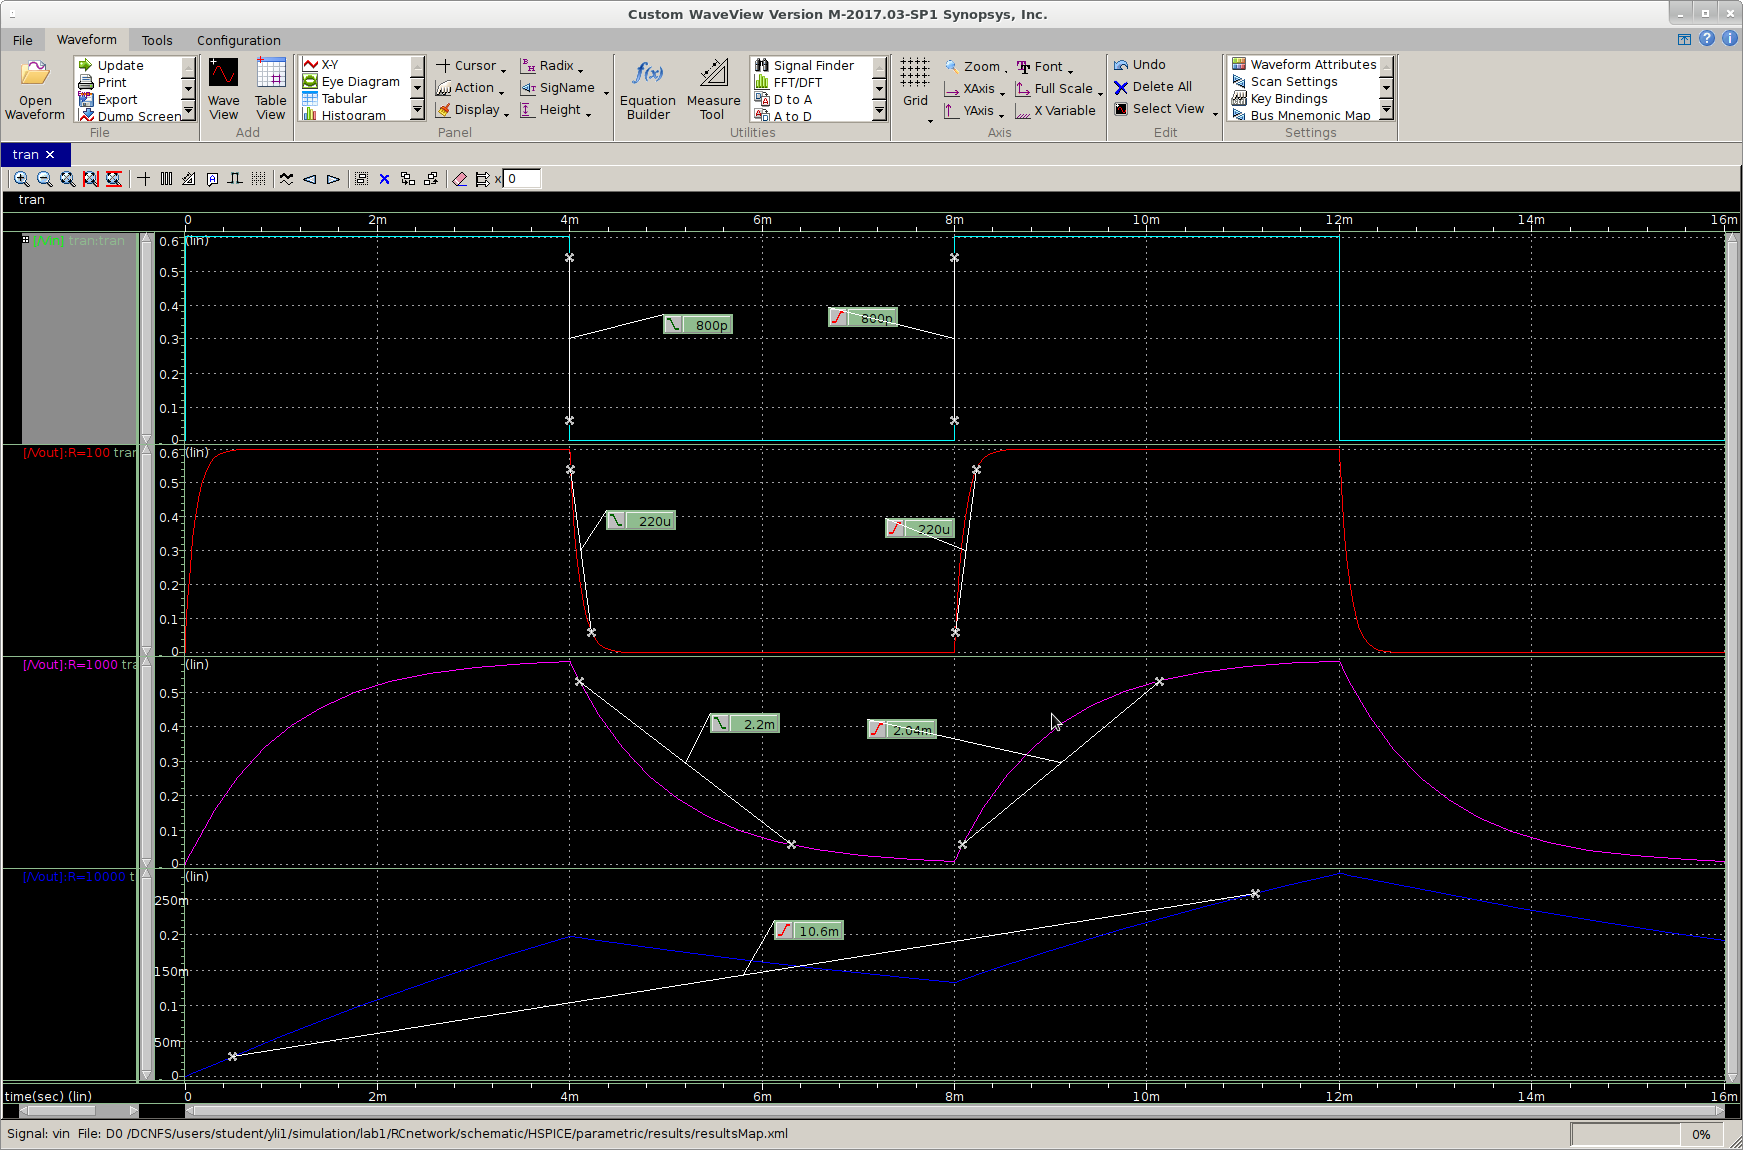 Custom WaveView Version M-2017.03-SP1 Synopsys, Inc.
File Waveform Tools Configuration
Open Waveform
Update
Print
Export
Dump Screen
File
Wave View
Table View
Add
X-Y
Eye Diagram
Tabular
Histogram
Cursor
Action
Display
Radix
SigName
Height
Panel
f(x)
Equation Builder
Measure Tool
Signal Finder
FFT/DFT
D to A
A to D
Utilities
Grid
Zoom
XAxis
YAxis
Font
Full Scale
X Variable
Axis
Undo
Delete All
Select View
Edit
Waveform Attributes
Scan Settings
Key Bindings
Bus Mnemonic Map
Settings
tran
x 0
tran
0 2m 4m 6m 8m 10m 12m 14m 16m
[/vin] tran:tran
0.6 (lin)
0.5
0.4
0.3
0.2
0.1
0
800p
800p
[/vout]:R=100 tran
0.6 (lin)
0.5
0.4
0.3
0.2
0.1
0
220u
220u
[/vout]:R=1000 tra
(lin)
0.5
0.4
0.3
0.2
0.1
0
2.2m
2.04m
[/vout]:R=10000 t
(lin)
250m
0.2
150m
0.1
50m
0
10.6m
time(sec) (lin)
0 2m 4m 6m 8m 10m 12m 14m 16m
Signal: vin File: D0 /DCNFS/users/student/yli1/simulation/lab1/RCnetwork/schematic/HSPICE/parametric/results/resultsMap.xml
0%